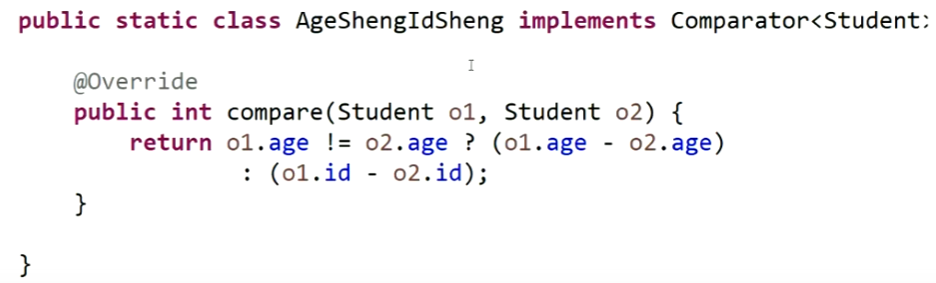 public static class AgeShengIdSheng implements Comparator<Student>
@Override
public int compare(Student o1, Student o2) {
return o1.age != o2.age ? (o1.age - o2.age)
: (o1.id - o2.id);
}
}